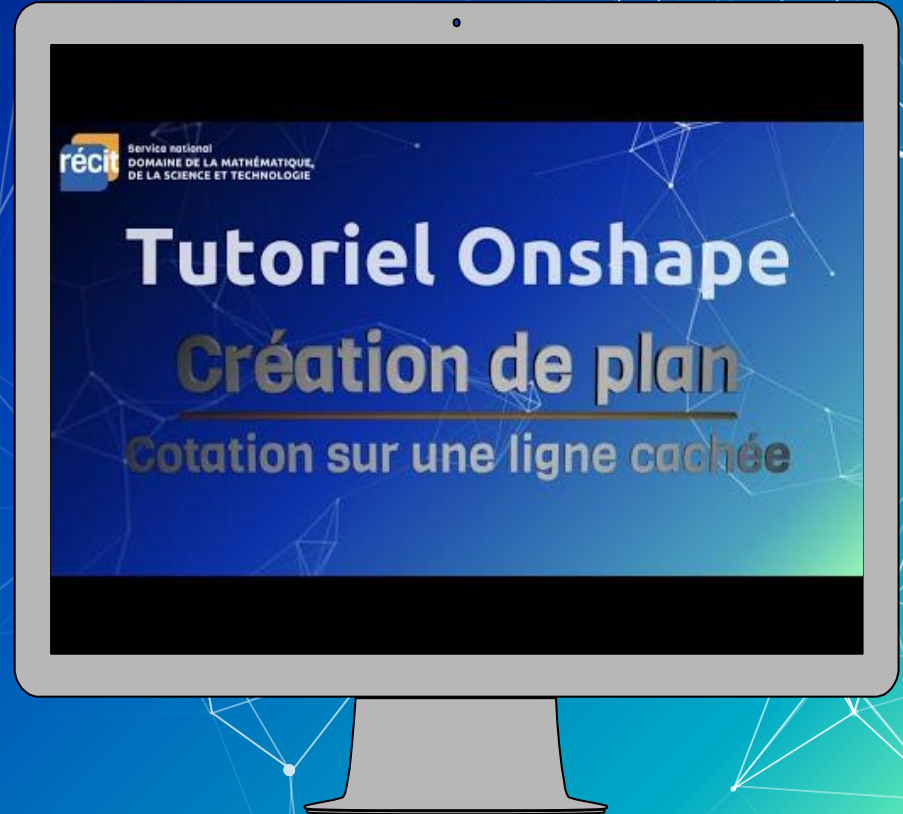 récit
Service national
DOMAINE DE LA MATHÉMATIQUE,
DE LA SCIENCE ET TECHNOLOGIE
Tutoriel Onshape
Création de plan
Cotation sur une ligne cachée